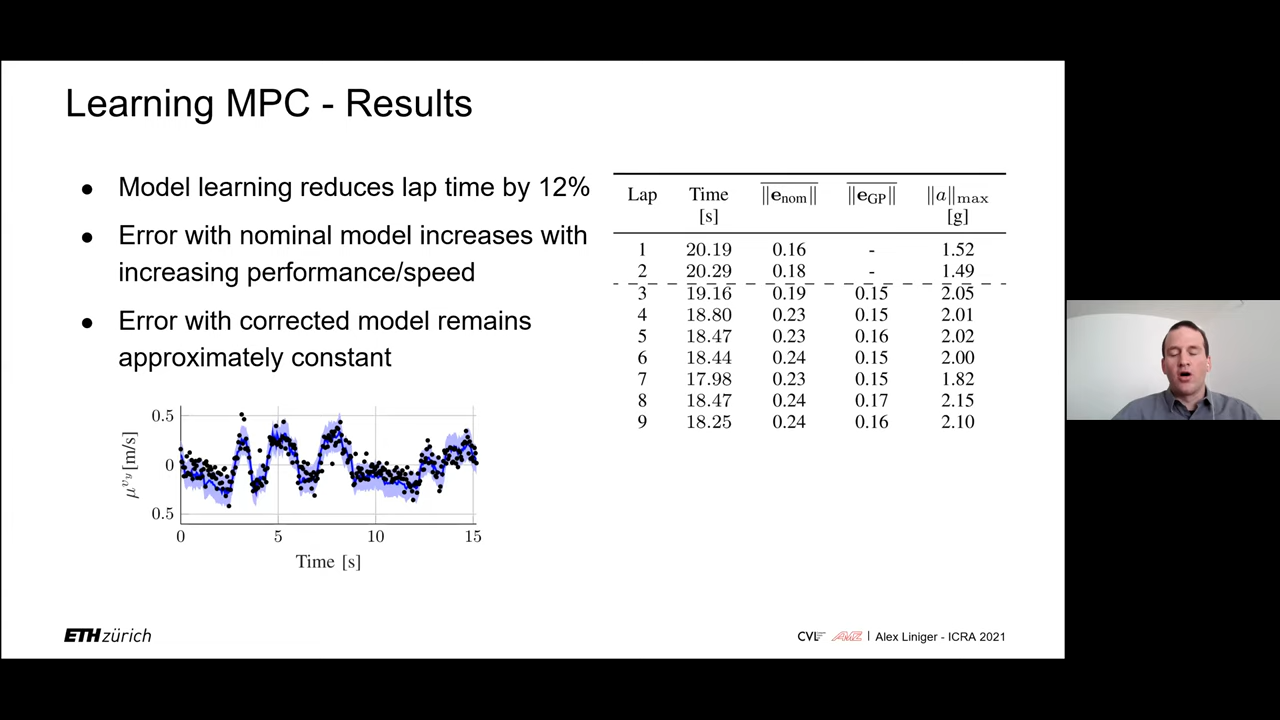 Learning MPC - Results
● Model learning reduces lap time by 12%
● Error with nominal model increases with
increasing performance/speed
● Error with corrected model remains
approximately constant
Lap Time ||e_nom|| ||e_GP|| ||a||_max
[s] [g]
1 20.19 0.16 - 1.52
2 20.29 0.18 - 1.49
3 19.16 0.19 0.15 2.05
4 18.80 0.23 0.15 2.01
5 18.47 0.23 0.16 2.02
6 18.44 0.24 0.15 2.00
7 17.98 0.23 0.15 1.82
8 18.47 0.24 0.17 2.15
9 18.25 0.24 0.16 2.10
μ^{v_y} [m/s]
0.5
0
0.5
0 5 10 15
Time [s]
ETH zürich
CVL AMZ | Alex Liniger - ICRA 2021